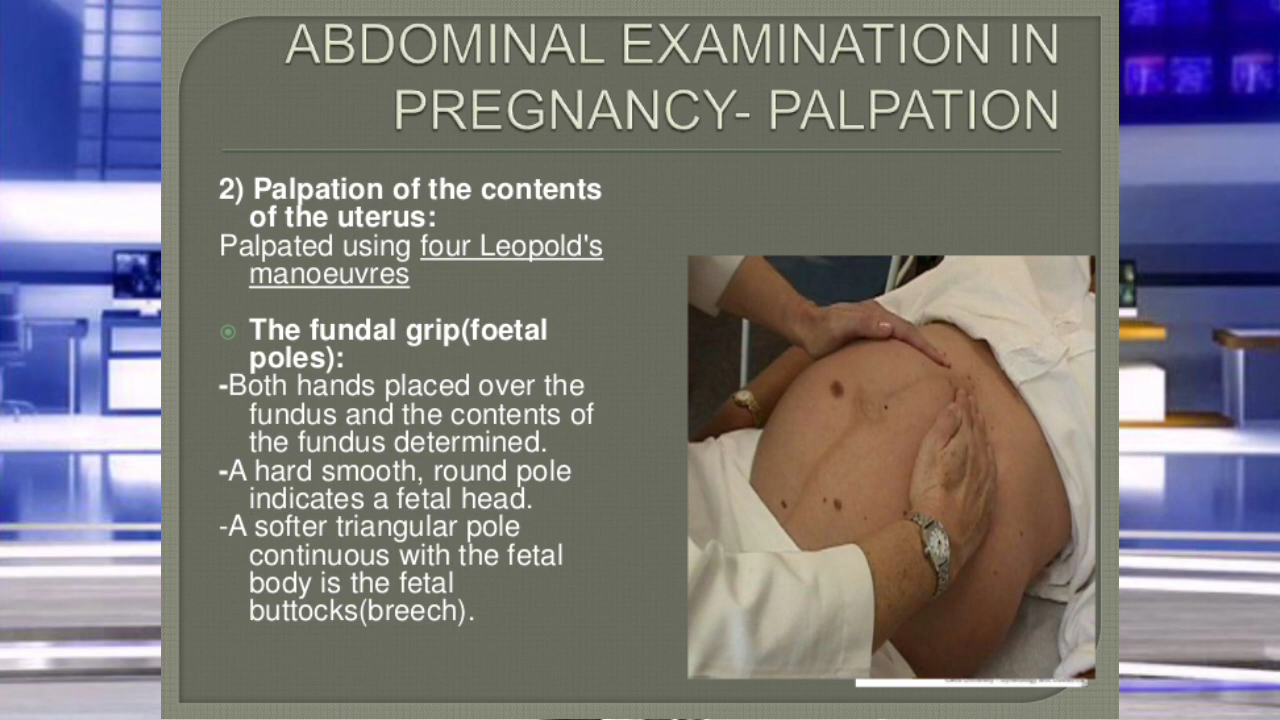 ABDOMINAL EXAMINATION IN
PREGNANCY- PALPATION
2) Palpation of the contents
of the uterus:
Palpated using four Leopold's
manoeuvres
The fundal grip(foetal
poles):
-Both hands placed over the
fundus and the contents of
the fundus determined.
-A hard smooth, round pole
indicates a fetal head.
-A softer triangular pole
continuous with the fetal
body is the fetal
buttocks(breech).